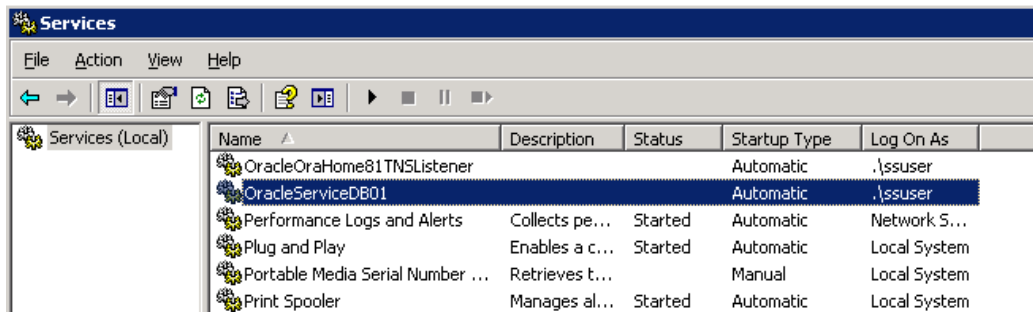 Services
File Action View Help
Services (Local)
Name Description Status Startup Type Log On As
OracleOraHome81TNSListener Automatic .\ssuser
OracleServiceDB01 Automatic .\ssuser
Performance Logs and Alerts Collects pe... Started Automatic Network S...
Plug and Play Enables a c... Started Automatic Local System
Portable Media Serial Number ... Retrieves t... Manual Local System
Print Spooler Manages al... Started Automatic Local System